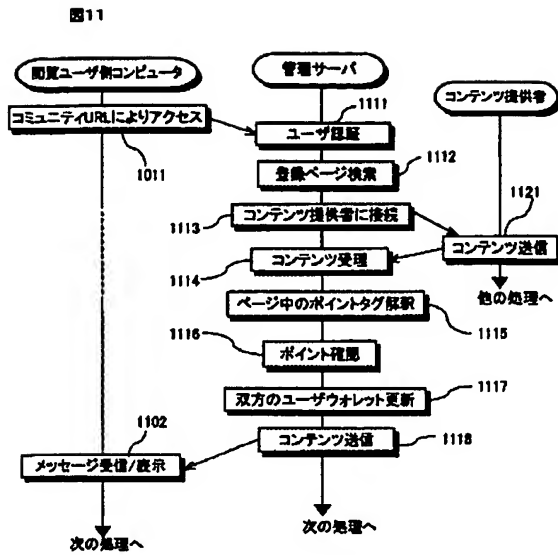 図11
閲覧ユーザ側コンピュータ
管理サーバ
コンテンツ提供者
コミュニティURLによりアクセス
1011
1111
ユーザ認証
1112
登録ページ検索
1113
コンテンツ提供者に接続
1121
コンテンツ送信
1114
コンテンツ受理
他の処理へ
ページ中のポイントタグ解釈
1115
1116
ポイント確認
1117
双方のユーザウォレット更新
1102
コンテンツ送信
1118
メッセージ受信/表示
次の処理へ
次の処理へ